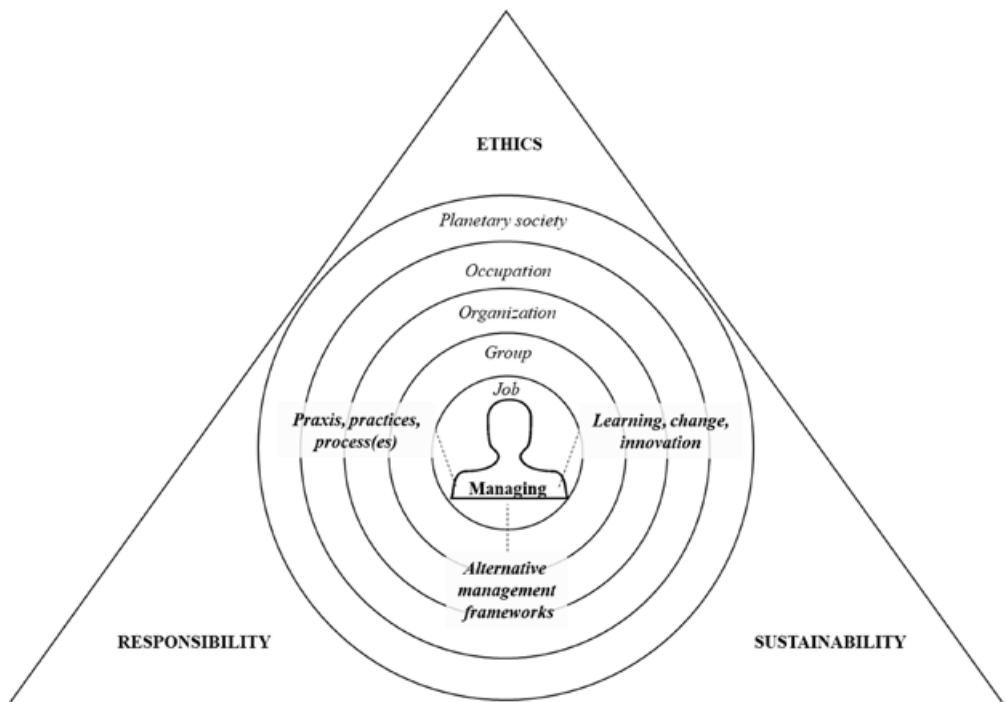 ETHICS
Planetary society
Occupation
Organization
Group
Job
Praxis, practices,
process(es)
Learning, change,
innovation
Managing
Alternative
management
frameworks
RESPONSIBILITY
SUSTAINABILITY